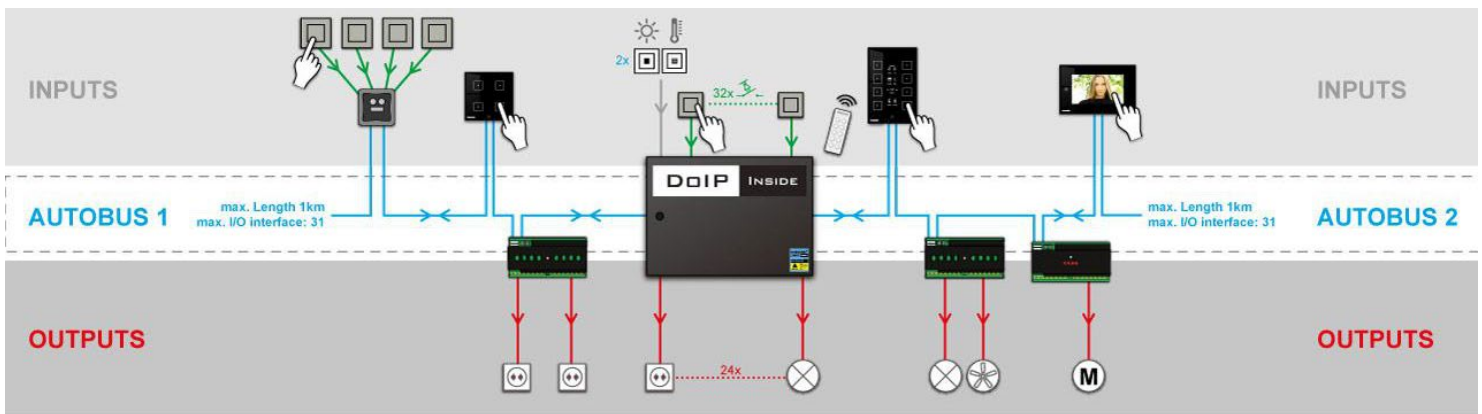 2x
32x
INPUTS
INPUTS
DoIP INSIDE
AUTOBUS 1
max. Length 1km
max. I/O interface: 31
max. Length 1km
max. I/O interface: 31
AUTOBUS 2
OUTPUTS
24x
M
OUTPUTS